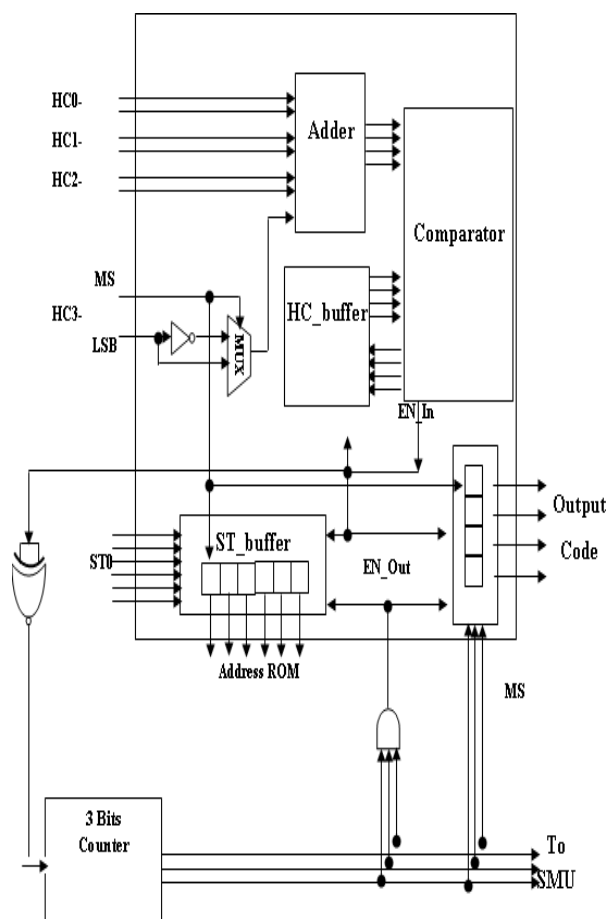 HC0-
HC1-
HC2-
Adder
Comparator
MS
HC3-
LSB
MUX
HC_buffer
EN_In
Output
Code
ST0
ST_buffer
EN_Out
Address ROM
MS
3 Bits
Counter
To
SMU